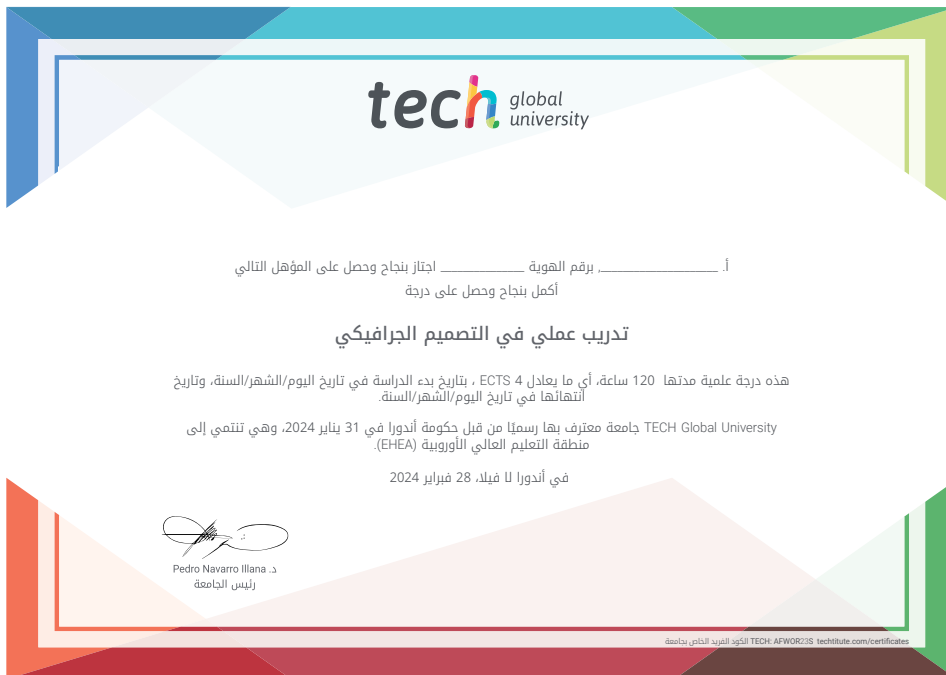 tech global
university
أ. ____________________, برقم الهوية ______________ اجتاز بنجاح وحصل على المؤهل التالي
أكمل بنجاح وحصل على درجة
تدريب عملي في التصميم الجرافيكي
هذه درجة علمية مدتها 120 ساعة، أي ما يعادل 4 ECTS ، بتاريخ بدء الدراسة في تاريخ اليوم/الشهر/السنة، وتاريخ
انتهائها في تاريخ اليوم/الشهر/السنة.
TECH Global University جامعة معترف بها رسميًا من قبل حكومة أندورا في 31 يناير 2024، وهي تنتمي إلى
منطقة التعليم العالي الأوروبية (EHEA).
في أندورا لا فيلا، 28 فبراير 2024
د. Pedro Navarro Illana
رئيس الجامعة
الكود الفريد الخاص بجامعة TECH: AFWOR23S techtitute.com/certificates